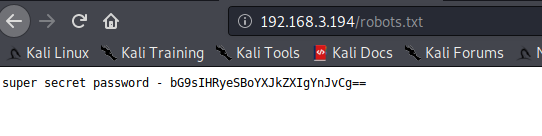 192.168.3.194/robots.txt
Kali Linux Kali Training Kali Tools Kali Docs Kali Forums
super secret password - bG9sIHRyeSBoYXJkZXIgYnJvCg==